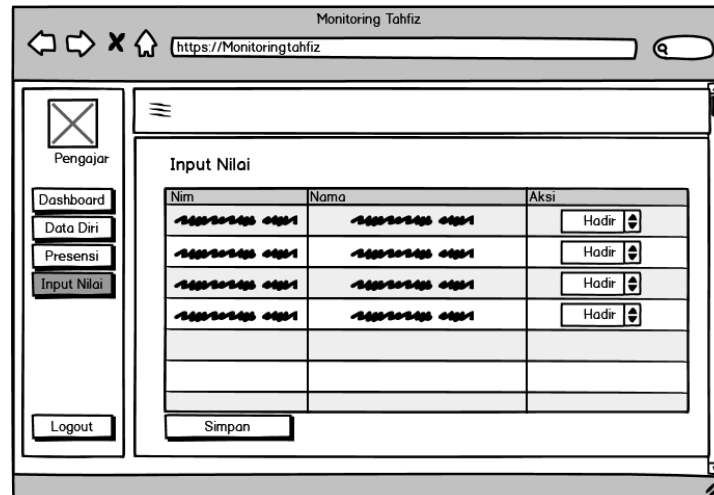 Monitoring Tahfiz
https://Monitoringtahfiz
Pengajar
Dashboard
Data Diri
Presensi
Input Nilai
Logout
Input Nilai
Nim Nama Aksi
Hadir
Hadir
Hadir
Hadir
Simpan